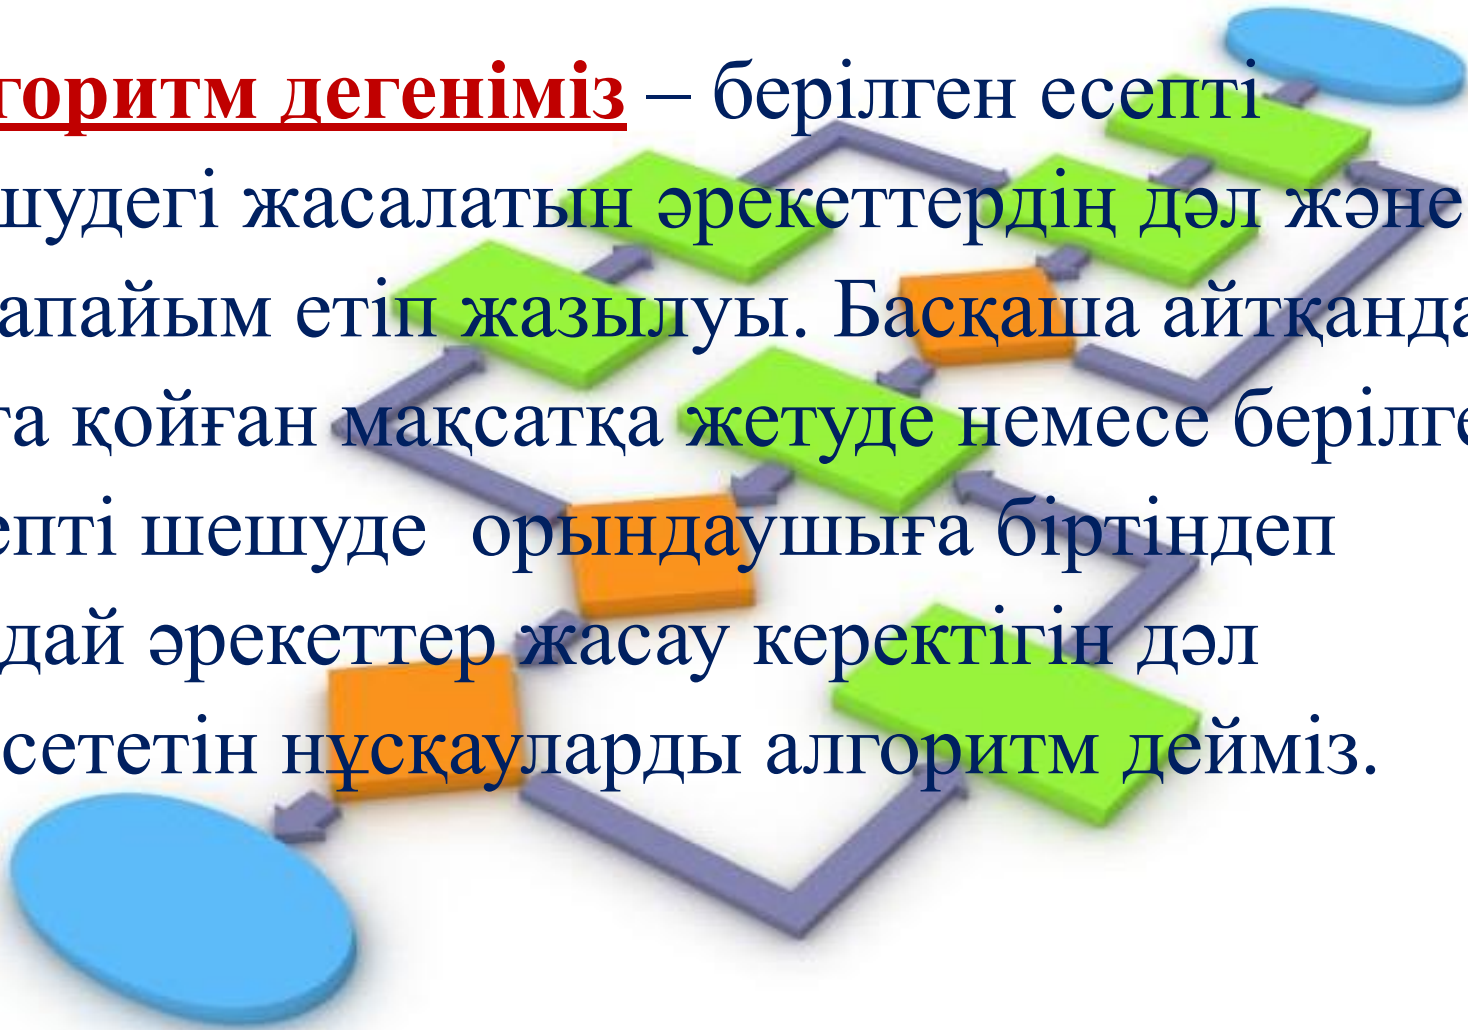 горитм дегеніміз – берілген есепті
шудегі жасалатын әрекеттердің дәл және
апайым етіп жазылуы. Басқаша айтқанда
ға қойған мақсатқа жетуде немесе берілге
епті шешуде орындаушыға біртіндеп
дай әрекеттер жасау керектігін дәл
сететін нұсқауларды алгоритм дейміз.